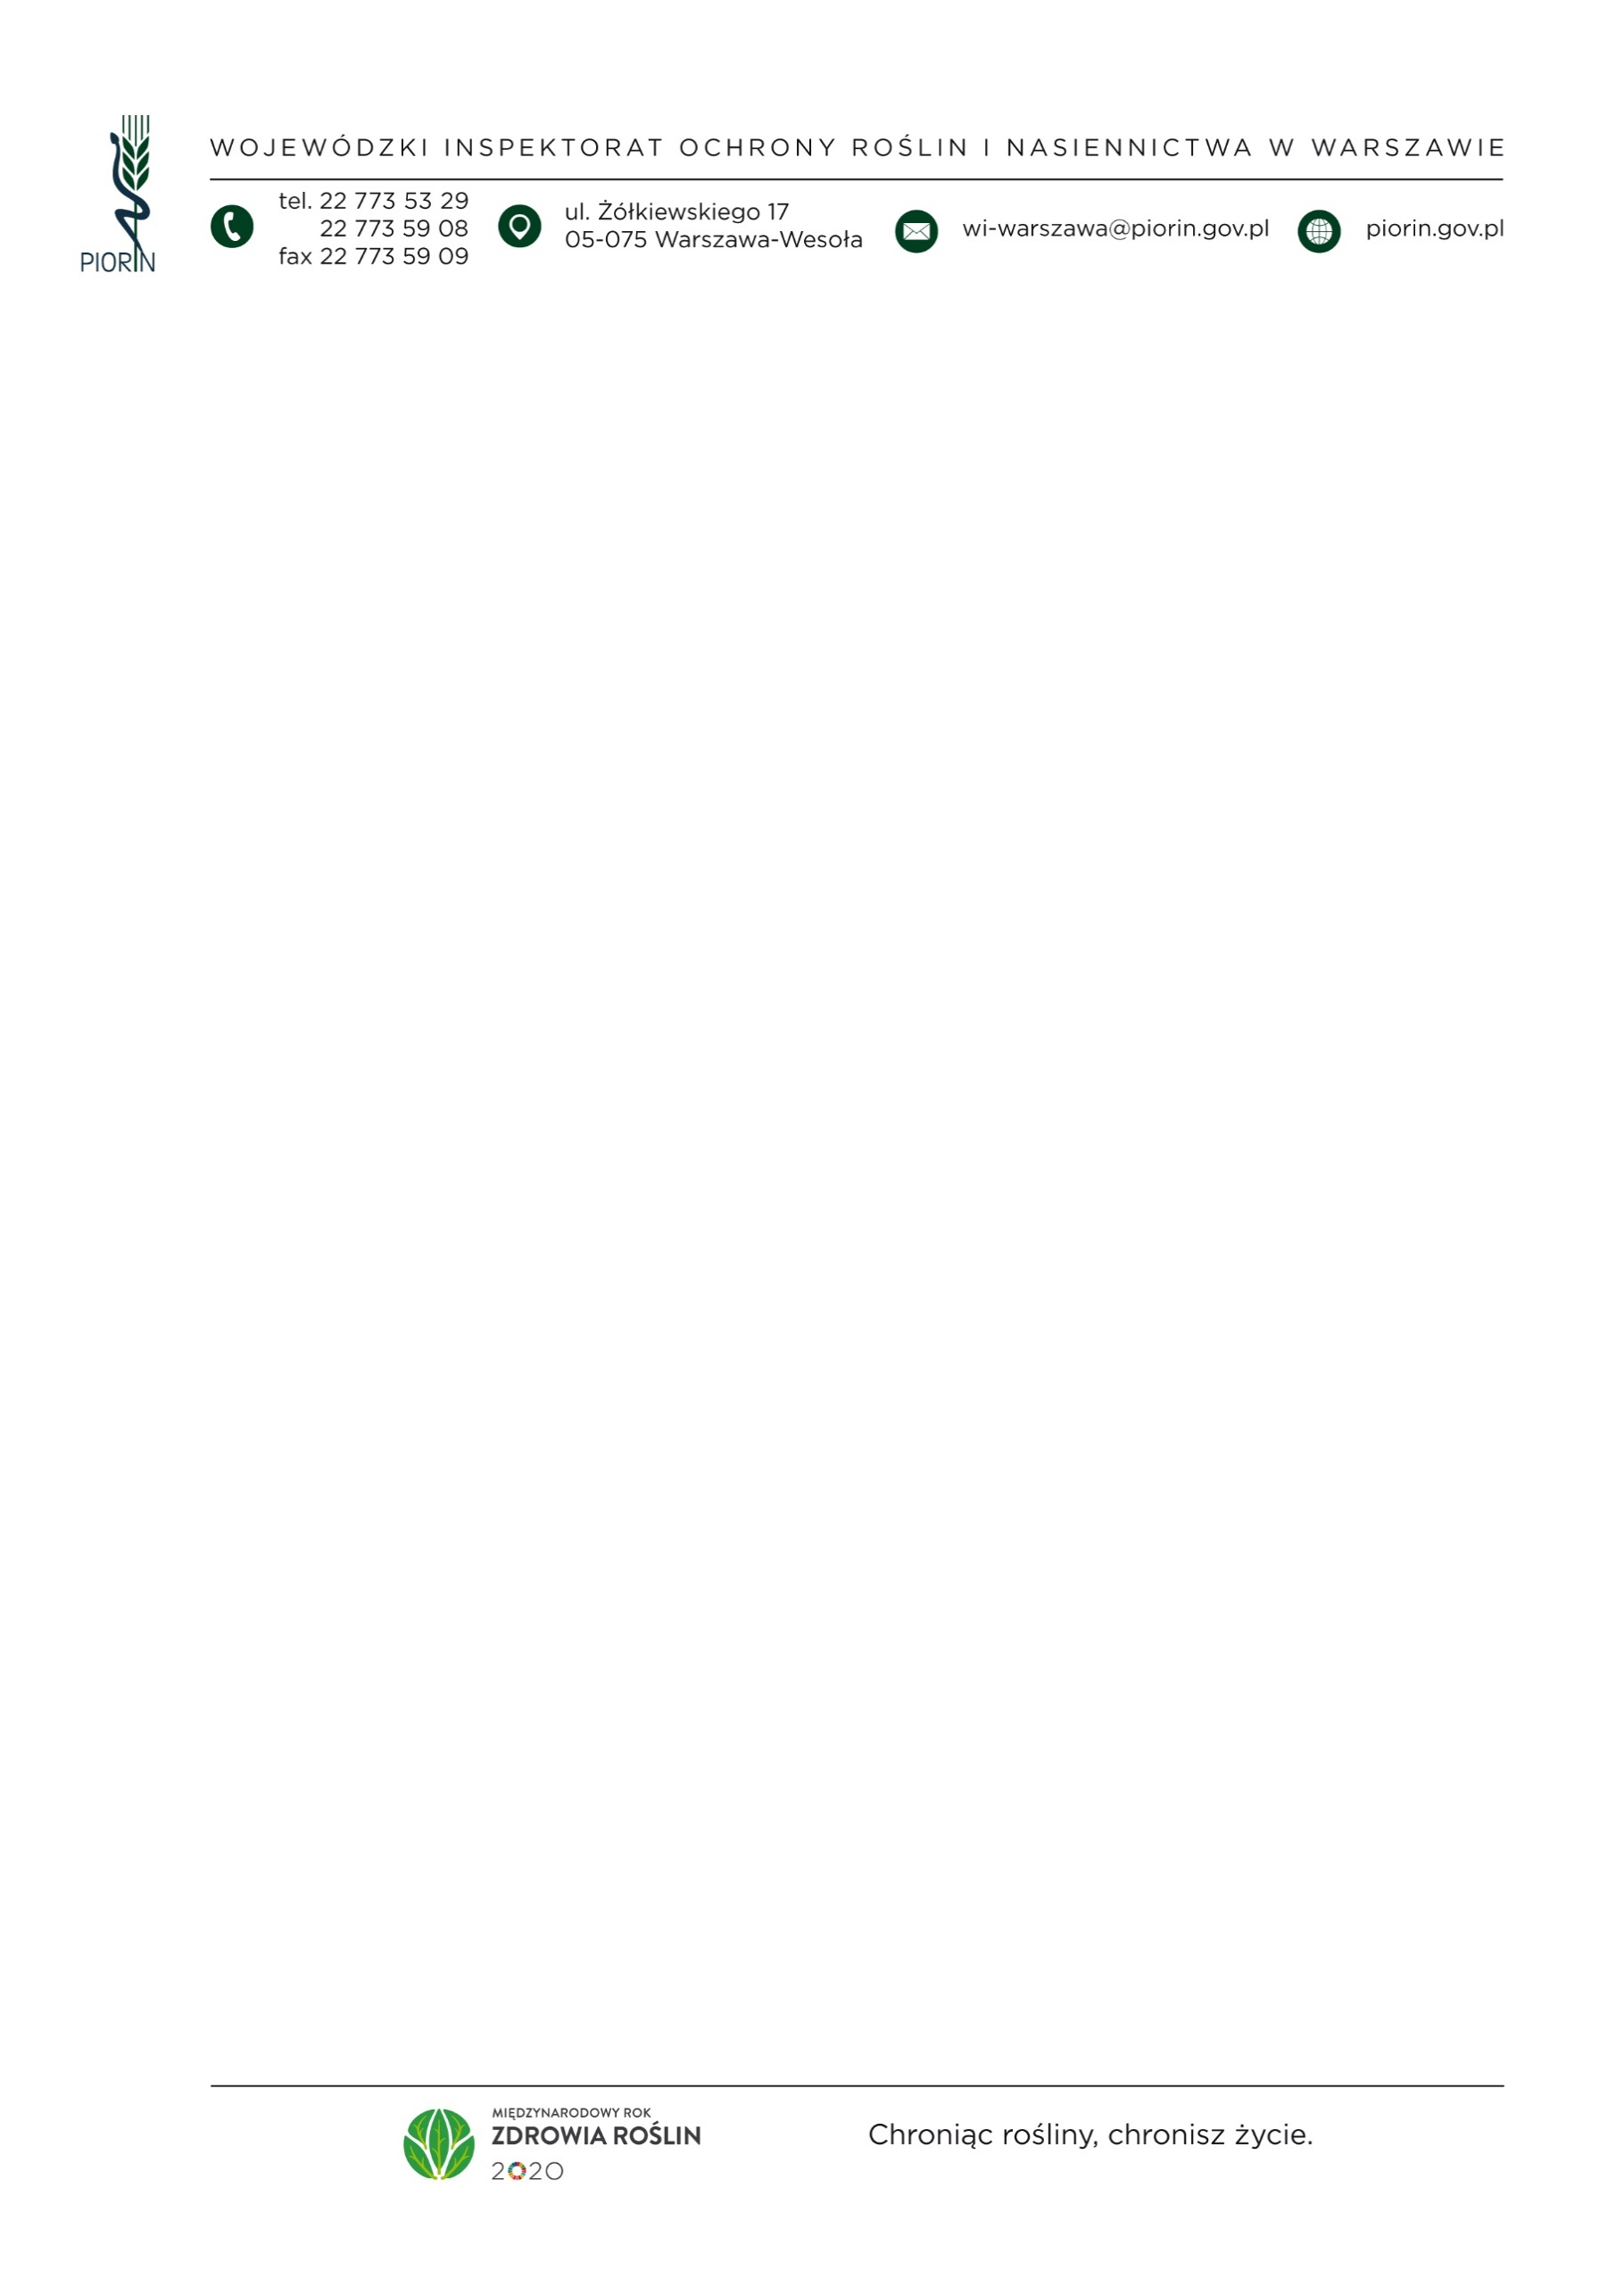 WOJEWÓDZKI INSPEKTORAT OCHRONY ROŚLIN I NASIENNICTWA W WARSZAWIE
PIORIN
tel. 22 773 53 29
22 773 59 08
fax 22 773 59 09
ul. Żółkiewskiego 17
05-075 Warszawa-Wesoła
wi-warszawa@piorin.gov.pl
piorin.gov.pl
MIĘDZYNARODOWY ROK
ZDROWIA ROŚLIN
2020
Chroniąc rośliny, chronisz życie.